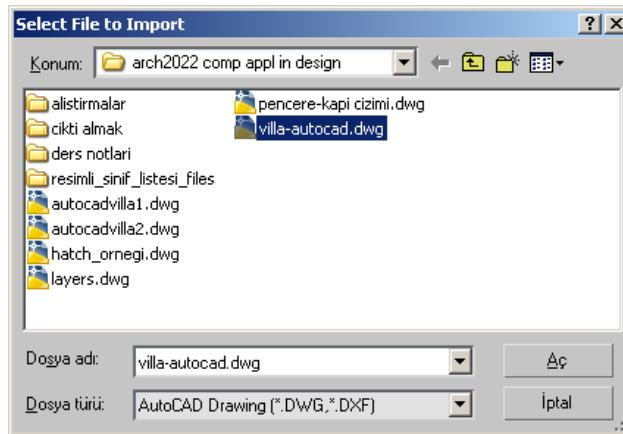 Select File to Import
Konum: arch2022 comp appl in design
alistirmalar
cikti almak
ders notlari
resimli_sinif_listesi_files
autocadvilla1.dwg
autocadvilla2.dwg
hatch_ornegi.dwg
layers.dwg
pencere-kapi cizimi.dwg
villa-autocad.dwg
Dosya adı: villa-autocad.dwg Aç
Dosya türü: AutoCAD Drawing (*.DWG,*.DXF) İptal